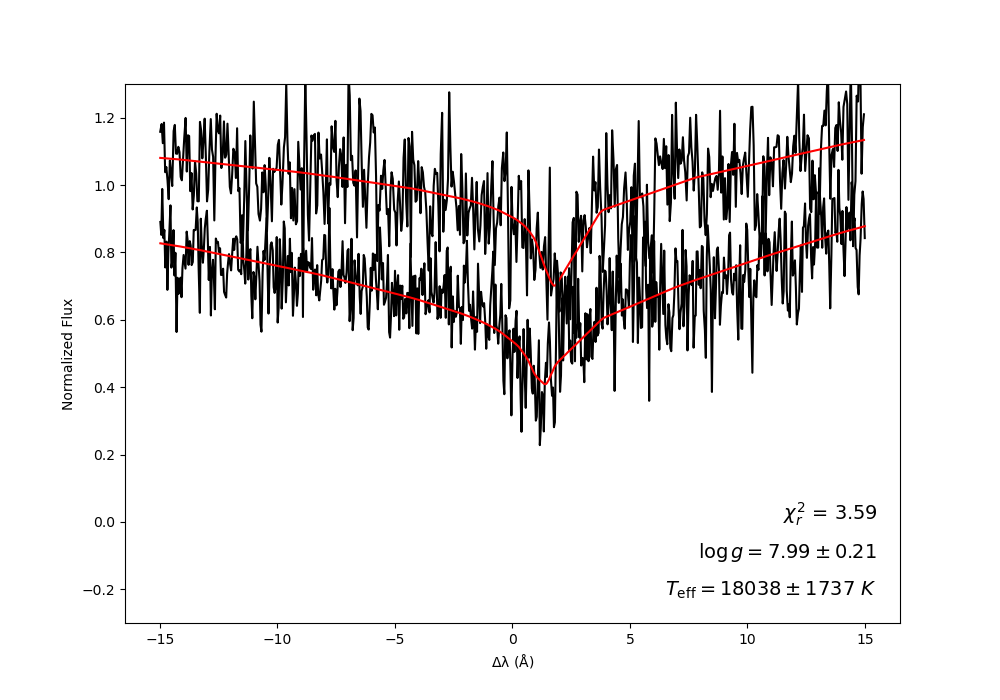 1.2
1.0
0.8
0.6
0.4
0.2
0.0
−0.2
Normalized Flux
χ²ᵣ = 3.59
log g = 7.99 ± 0.21
T_eff = 18038 ± 1737 K
−15 −10 −5 0 5 10 15
Δλ (Å)